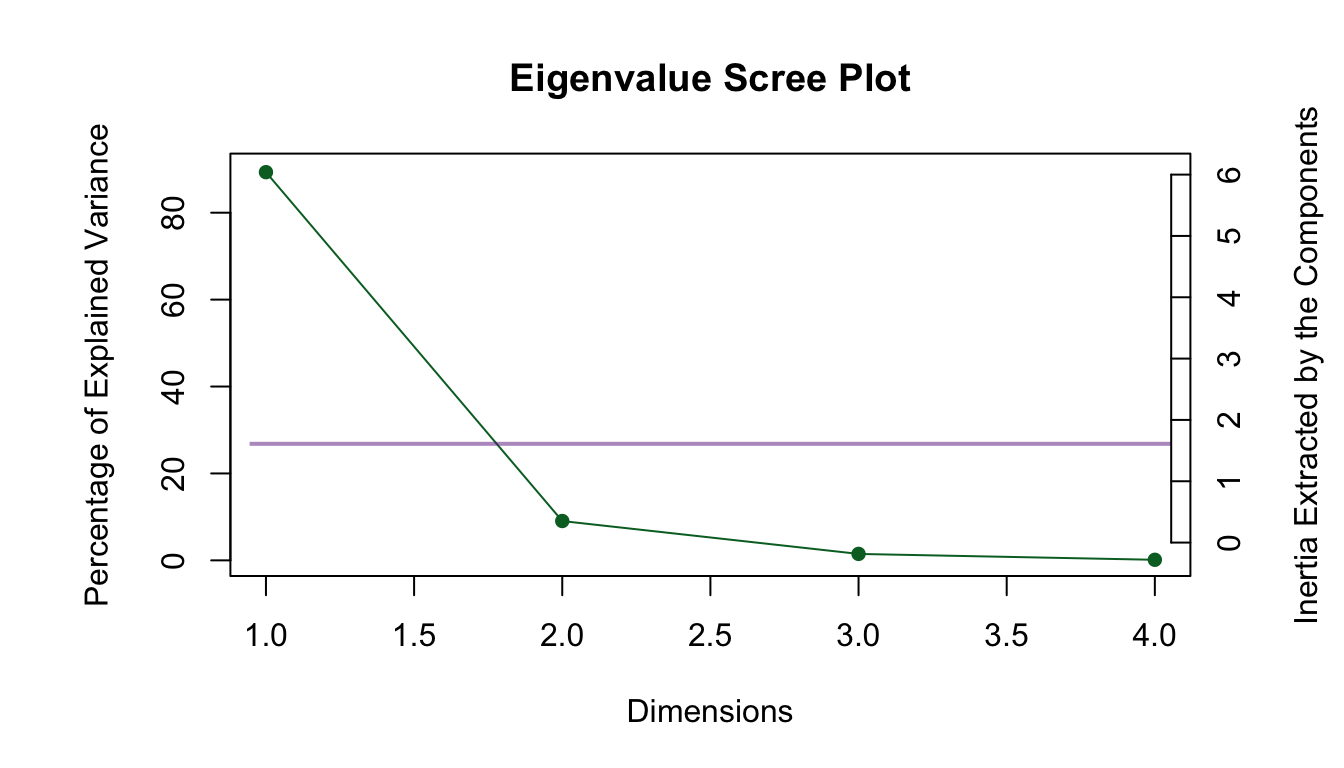 Eigenvalue Scree Plot
Percentage of Explained Variance
80
60
40
20
0
6
5
4
3
2
1
0
Inertia Extracted by the Components
1.0 1.5 2.0 2.5 3.0 3.5 4.0
Dimensions